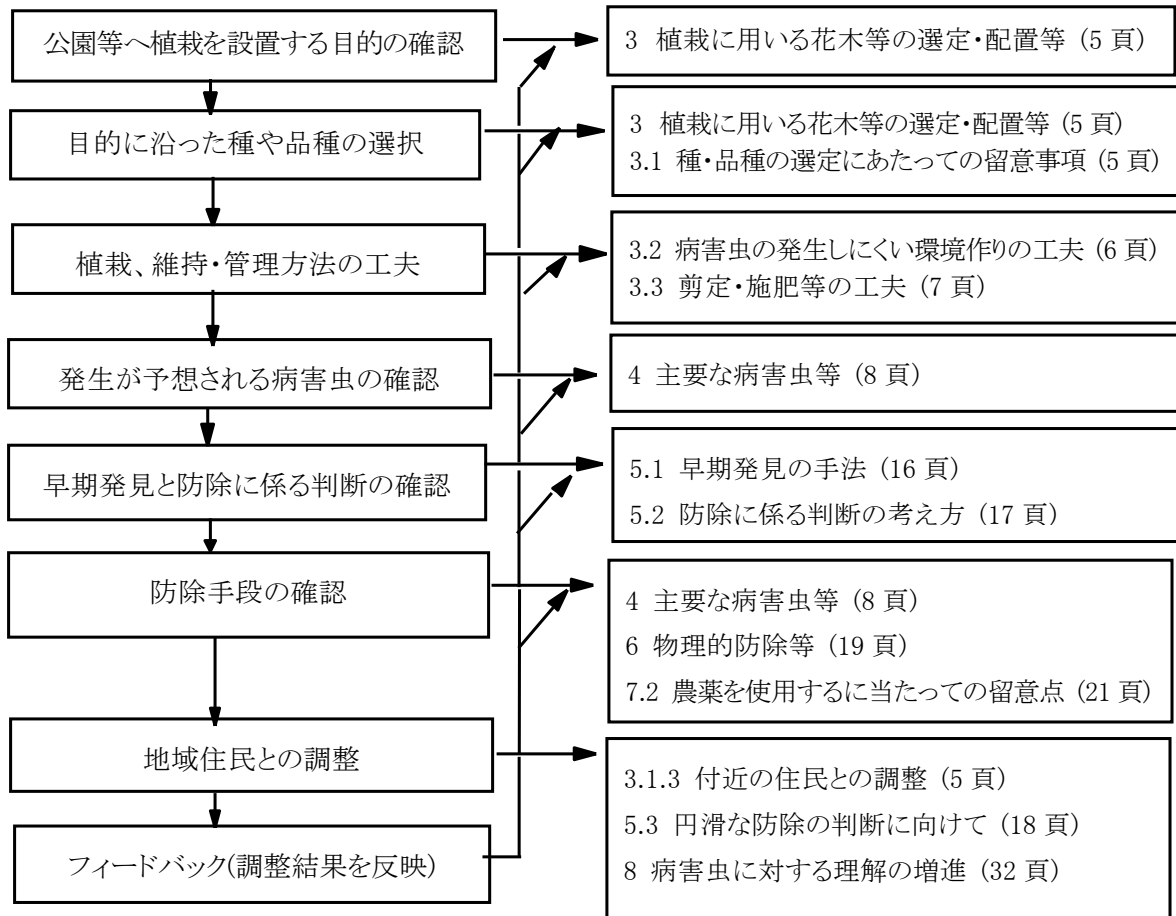 公園等へ植栽を設置する目的の確認
3 植栽に用いる花木等の選定・配置等 (5 頁)
目的に沿った種や品種の選択
3 植栽に用いる花木等の選定・配置等 (5 頁)
3.1 種・品種の選定にあたっての留意事項 (5 頁)
植栽、維持・管理方法の工夫
3.2 病害虫の発生しにくい環境作りの工夫 (6 頁)
3.3 剪定・施肥等の工夫 (7 頁)
発生が予想される病害虫の確認
4 主要な病害虫等 (8 頁)
早期発見と防除に係る判断の確認
5.1 早期発見の手法 (16 頁)
5.2 防除に係る判断の考え方 (17 頁)
防除手段の確認
4 主要な病害虫等 (8 頁)
6 物理的防除等 (19 頁)
7.2 農薬を使用するに当たっての留意点 (21 頁)
地域住民との調整
3.1.3 付近の住民との調整 (5 頁)
5.3 円滑な防除の判断に向けて (18 頁)
8 病害虫に対する理解の増進 (32 頁)
フィードバック(調整結果を反映)